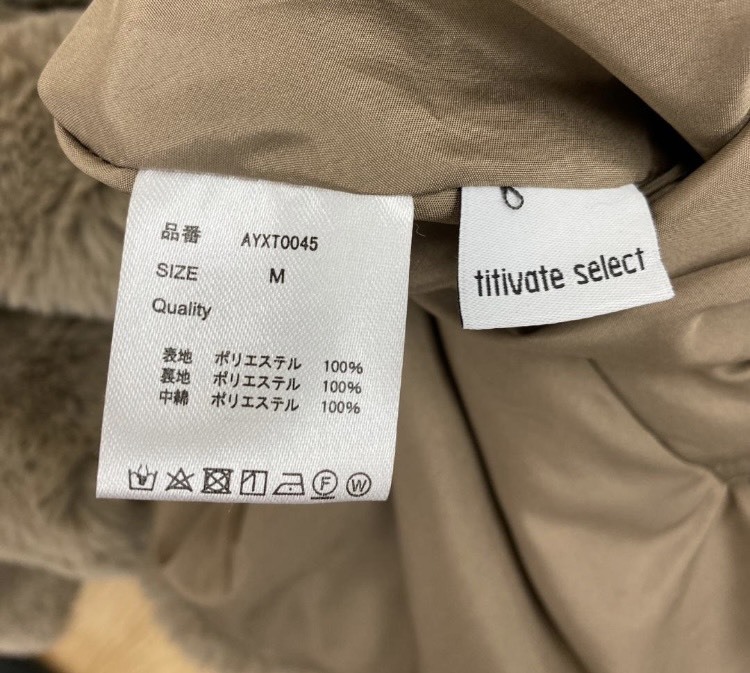 品番 AYXT0045
SIZE M
Quality
表地 ポリエステル 100%
裏地 ポリエステル 100%
中綿 ポリエステル 100%
F W
titivate select